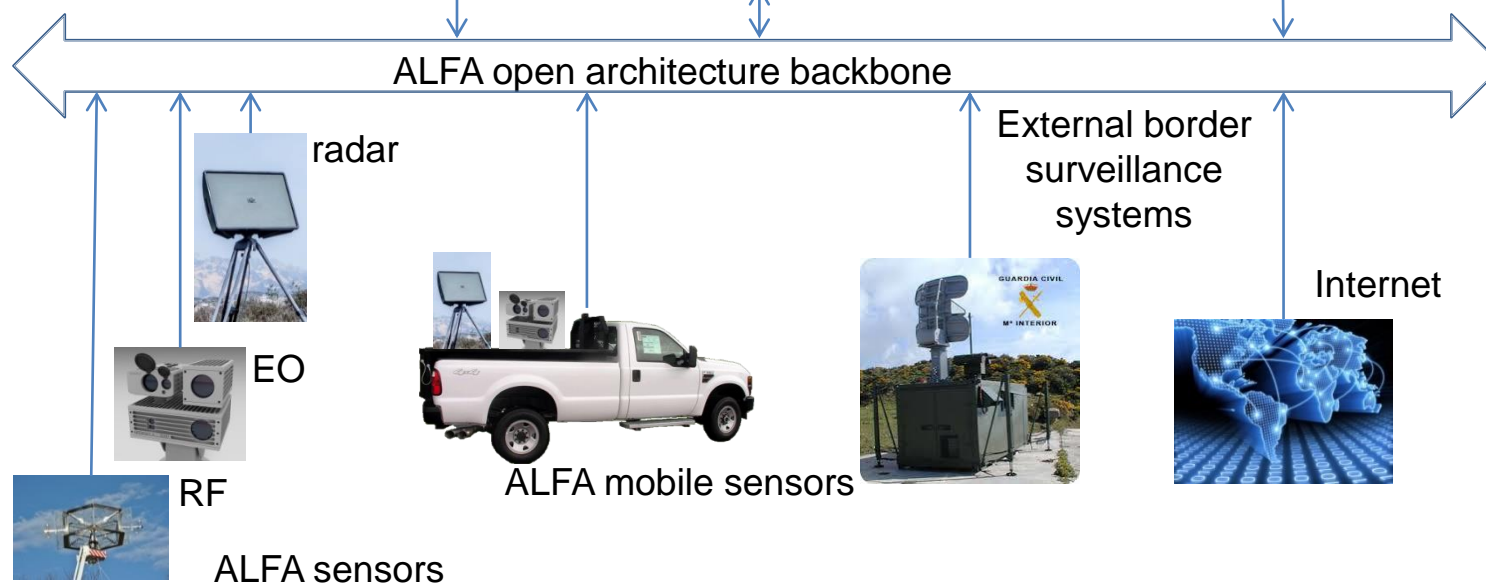 ALFA open architecture backbone
radar
External border
surveillance
systems
GUARDIA CIVIL
Mº INTERIOR
Internet
EO
RF
ALFA mobile sensors
ALFA sensors